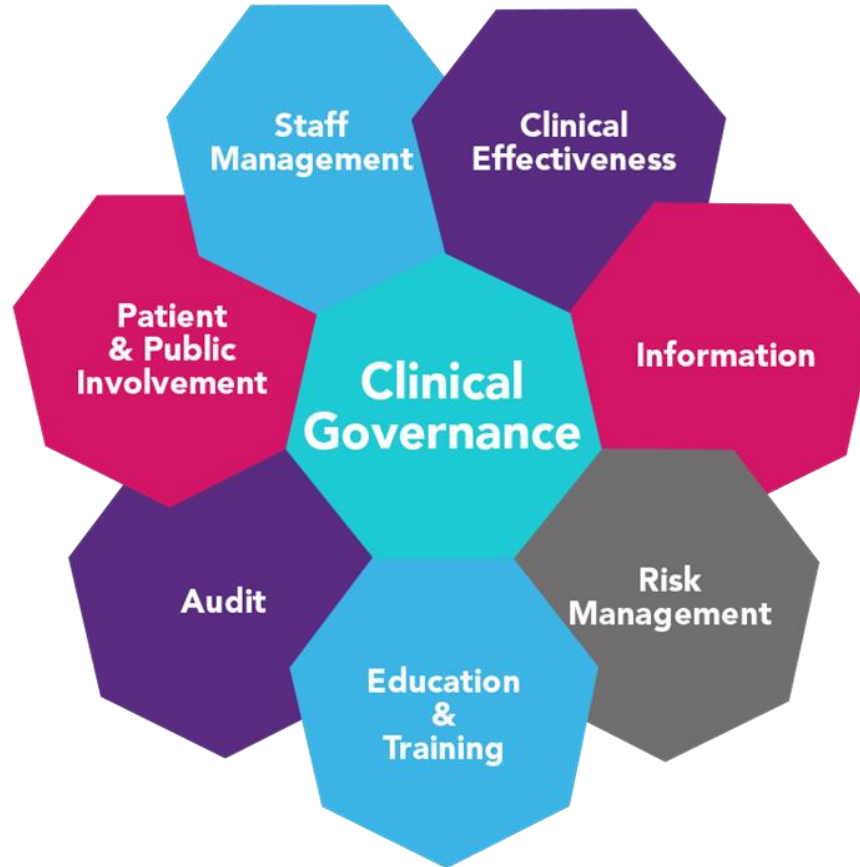 Staff
Management
Clinical
Effectiveness
Patient
& Public
Involvement
Clinical
Governance
Information
Audit
Risk
Management
Education
&
Training